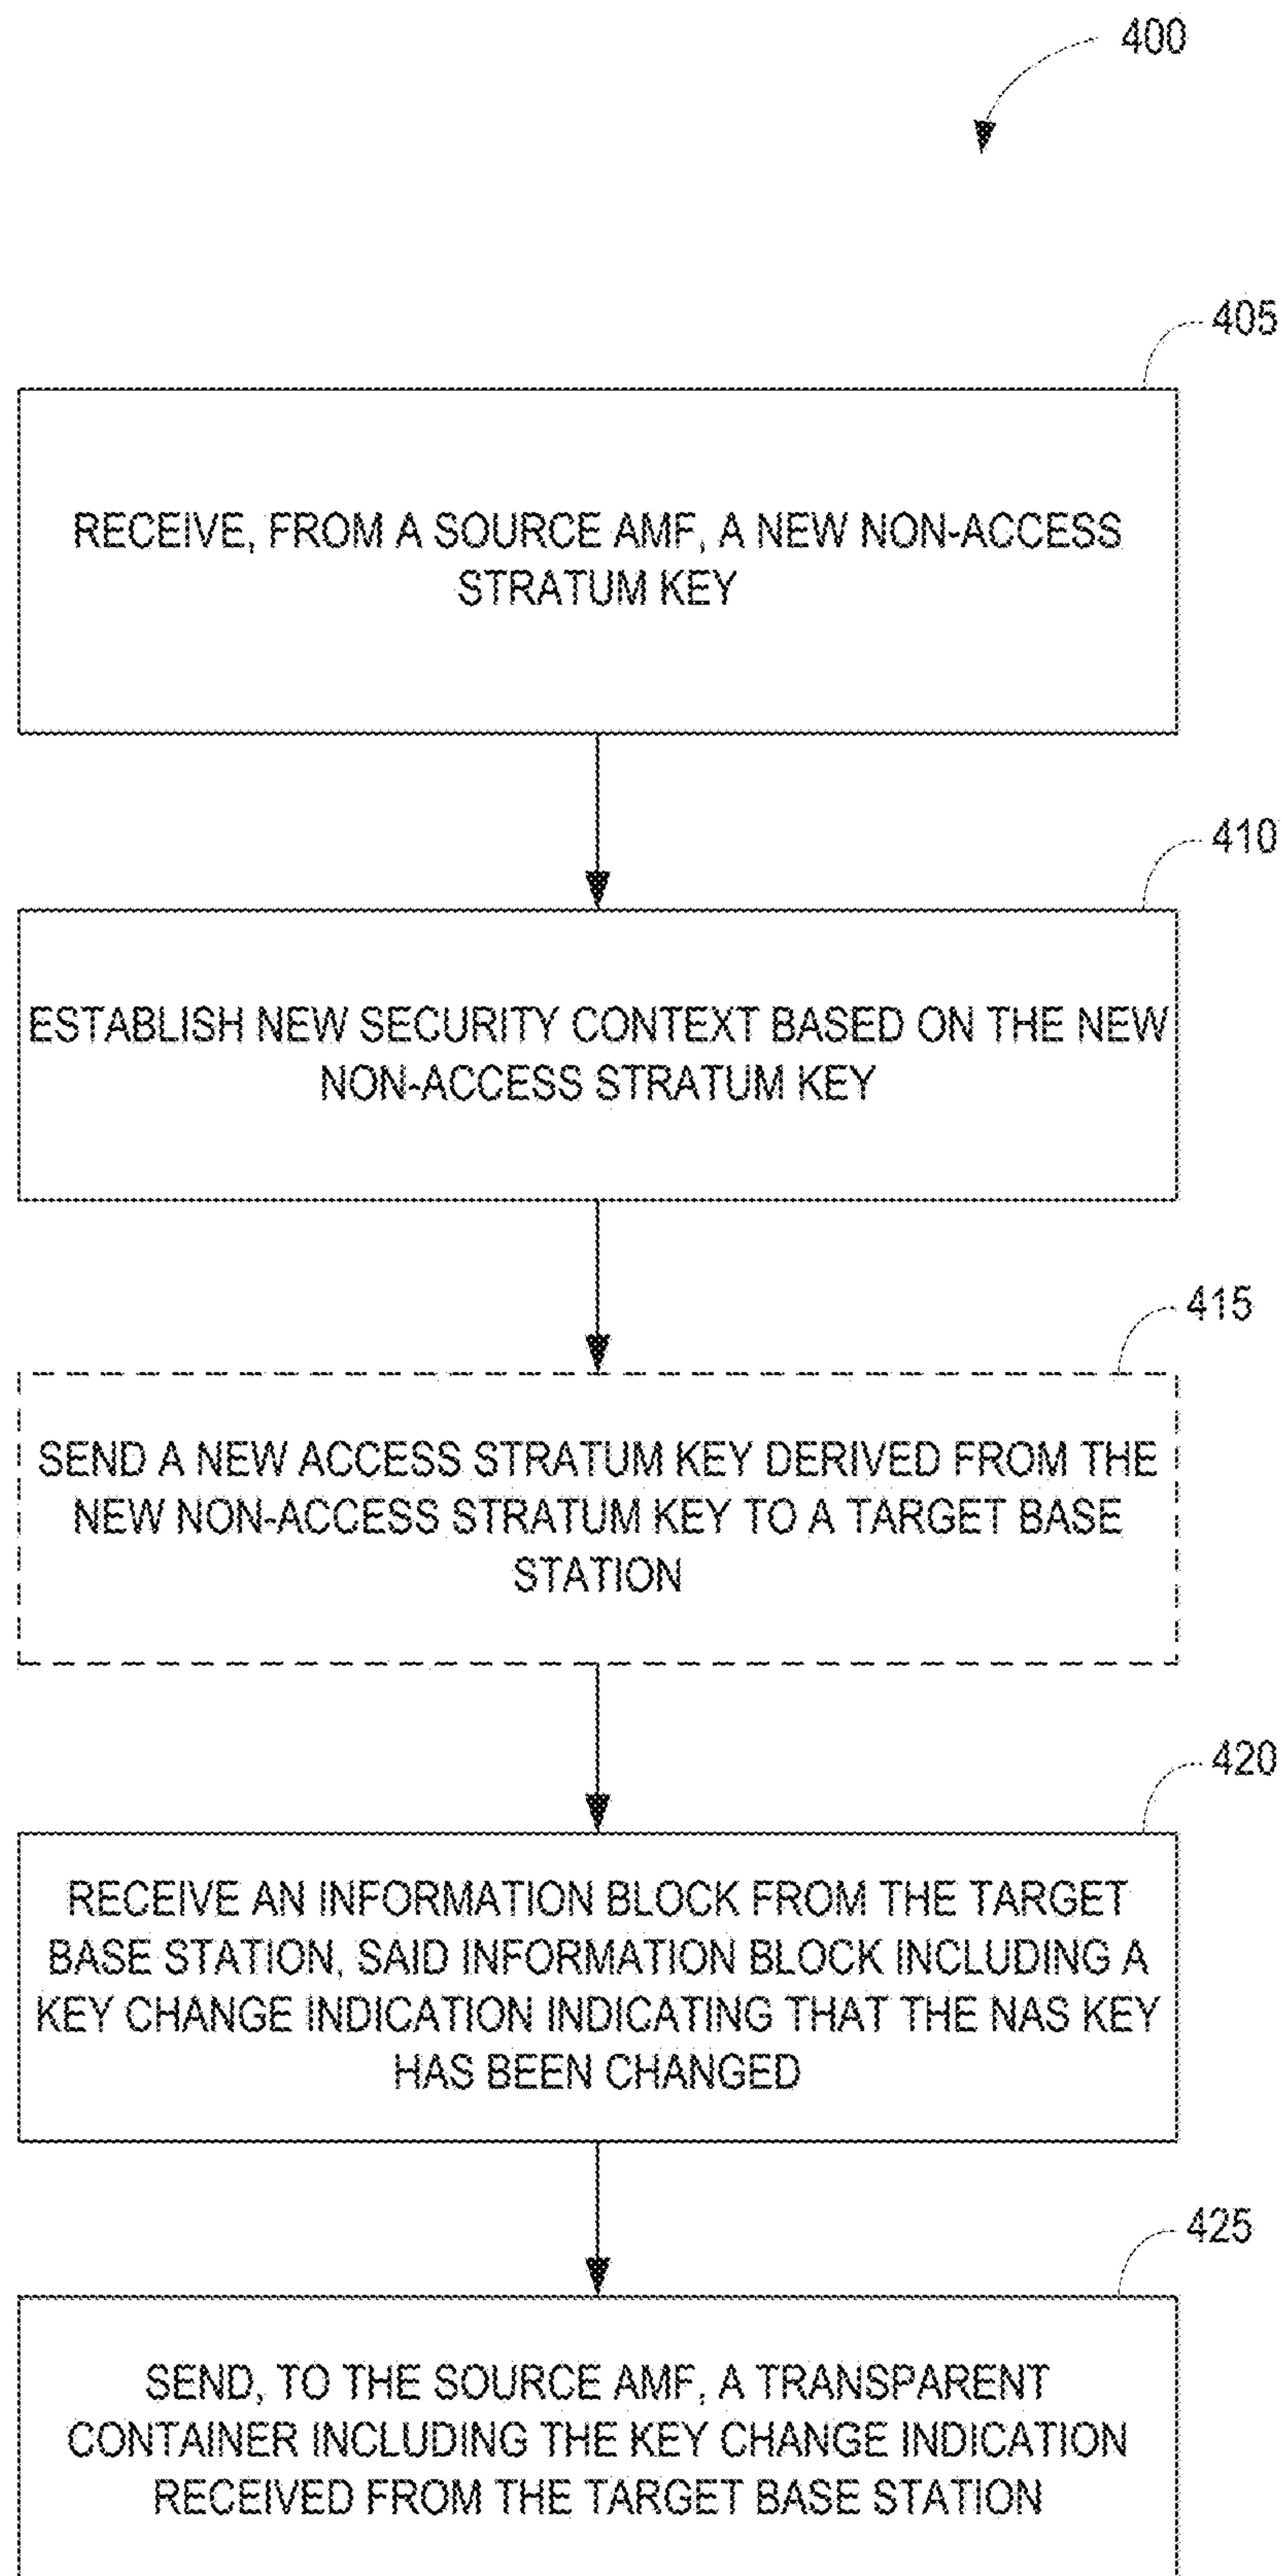 400
405
RECEIVE, FROM A SOURCE AMF, A NEW NON-ACCESS
STRATUM KEY
410
ESTABLISH NEW SECURITY CONTEXT BASED ON THE NEW
NON-ACCESS STRATUM KEY
415
SEND A NEW ACCESS STRATUM KEY DERIVED FROM THE
NEW NON-ACCESS STRATUM KEY TO A TARGET BASE
STATION
420
RECEIVE AN INFORMATION BLOCK FROM THE TARGET
BASE STATION, SAID INFORMATION BLOCK INCLUDING A
KEY CHANGE INDICATION INDICATING THAT THE NAS KEY
HAS BEEN CHANGED
425
SEND, TO THE SOURCE AMF, A TRANSPARENT
CONTAINER INCLUDING THE KEY CHANGE INDICATION
RECEIVED FROM THE TARGET BASE STATION